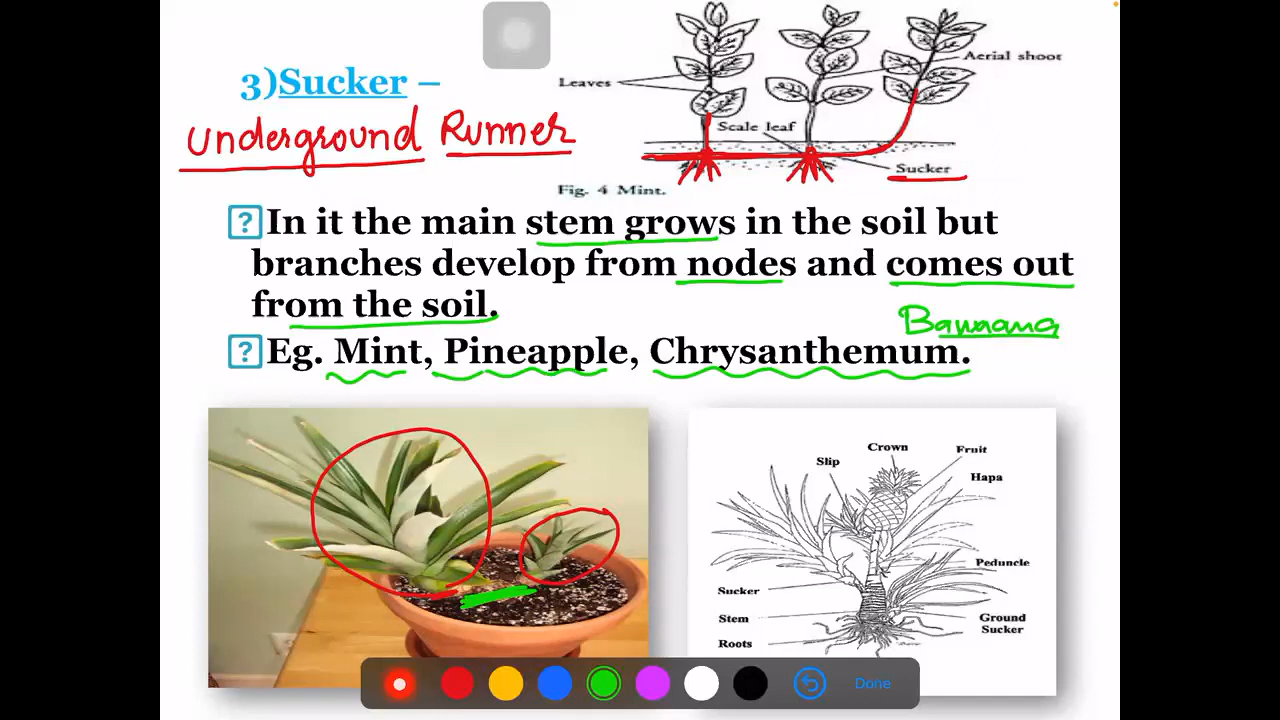 3)Sucker –
Underground Runner
Leaves
Aerial shoot
Scale leaf
Sucker
Fig. 4 Mint.
? In it the main stem grows in the soil but
branches develop from nodes and comes out
from the soil.
Bannana
? Eg. Mint, Pineapple, Chrysanthemum.
Crown
Fruit
Slip
Hapa
Peduncle
Sucker
Stem
Ground
Sucker
Roots
Done